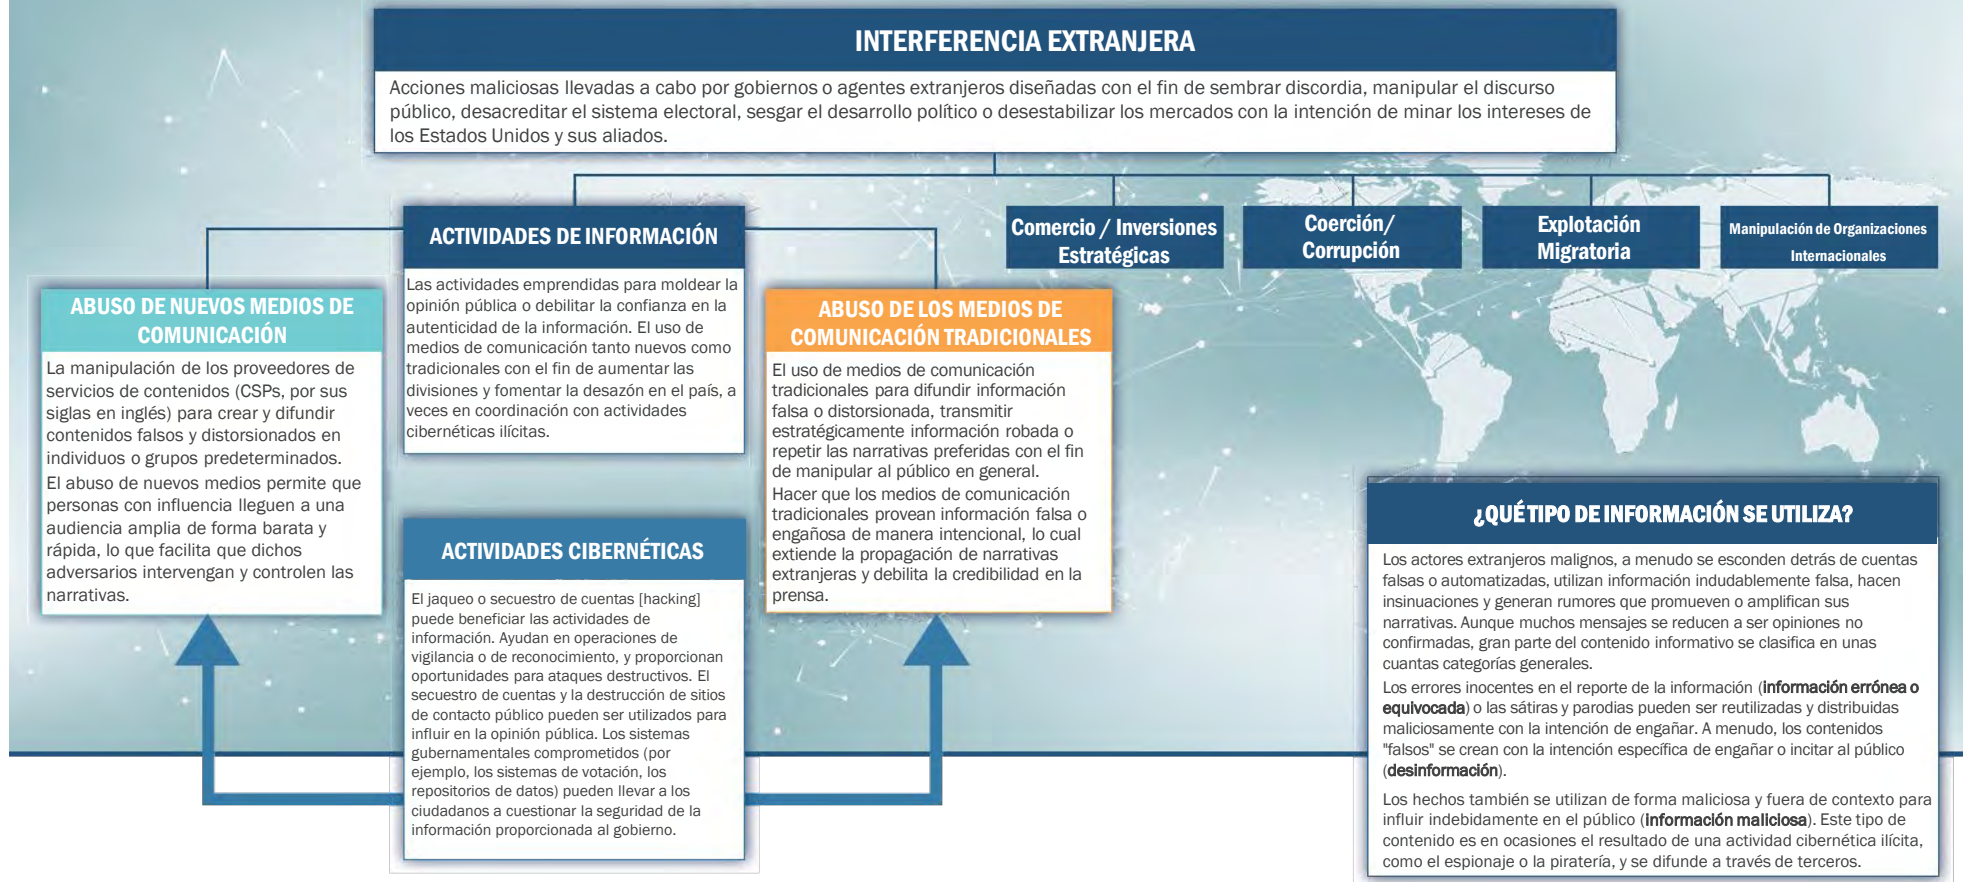 INTERFERENCIA EXTRANJERA
Acciones maliciosas llevadas a cabo por gobiernos o agentes extranjeros diseñadas con el fin de sembrar discordia, manipular el discurso
público, desacreditar el sistema electoral, sesgar el desarrollo político o desestabilizar los mercados con la intención de minar los intereses de
los Estados Unidos y sus aliados.
ACTIVIDADES DE INFORMACIÓN
Las actividades emprendidas para moldear la
opinión pública o debilitar la confianza en la
autenticidad de la información. El uso de
medios de comunicación tanto nuevos como
tradicionales con el fin de aumentar las
divisiones y fomentar la desazón en el país, a
veces en coordinación con actividades
cibernéticas ilícitas.
Comercio / Inversiones
Estratégicas
Coerción/
Corrupción
Explotación
Migratoria
Manipulación de Organizaciones
Internacionales
ABUSO DE NUEVOS MEDIOS DE
COMUNICACIÓN
La manipulación de los proveedores de
servicios de contenidos (CSPs, por sus
siglas en inglés) para crear y difundir
contenidos falsos y distorsionados en
individuos o grupos predeterminados.
El abuso de nuevos medios permite que
personas con influencia lleguen a una
audiencia amplia de forma barata y
rápida, lo que facilita que dichos
adversarios intervengan y controlen las
narrativas.
ABUSO DE LOS MEDIOS DE
COMUNICACIÓN TRADICIONALES
El uso de medios de comunicación
tradicionales para difundir información
falsa o distorsionada, transmitir
estratégicamente información robada o
repetir las narrativas preferidas con el fin
de manipular al público en general.
Hacer que los medios de comunicación
tradicionales provean información falsa o
engañosa de manera intencional, lo cual
extiende la propagación de narrativas
extranjeras y debilita la credibilidad en la
prensa.
ACTIVIDADES CIBERNÉTICAS
El jaqueo o secuestro de cuentas [hacking]
puede beneficiar las actividades de
información. Ayudan en operaciones de
vigilancia o de reconocimiento, y proporcionan
oportunidades para ataques destructivos. El
secuestro de cuentas y la destrucción de sitios
de contacto público pueden ser utilizados para
influir en la opinión pública. Los sistemas
gubernamentales comprometidos (por
ejemplo, los sistemas de votación, los
repositorios de datos) pueden llevar a los
ciudadanos a cuestionar la seguridad de la
información proporcionada al gobierno.
¿QUÉ TIPO DE INFORMACIÓN SE UTILIZA?
Los actores extranjeros malignos, a menudo se esconden detrás de cuentas
falsas o automatizadas, utilizan información indudablemente falsa, hacen
insinuaciones y generan rumores que promueven o amplifican sus
narrativas. Aunque muchos mensajes se reducen a ser opiniones no
confirmadas, gran parte del contenido informativo se clasifica en unas
cuantas categorías generales.
Los errores inocentes en el reporte de la información (información errónea o
equivocada) o las sátiras y parodias pueden ser reutilizadas y distribuidas
maliciosamente con la intención de engañar. A menudo, los contenidos
"falsos" se crean con la intención específica de engañar o incitar al público
(desinformación).
Los hechos también se utilizan de forma maliciosa y fuera de contexto para
influir indebidamente en el público (información maliciosa). Este tipo de
contenido es en ocasiones el resultado de una actividad cibernética ilícita,
como el espionaje o la piratería, y se difunde a través de terceros.